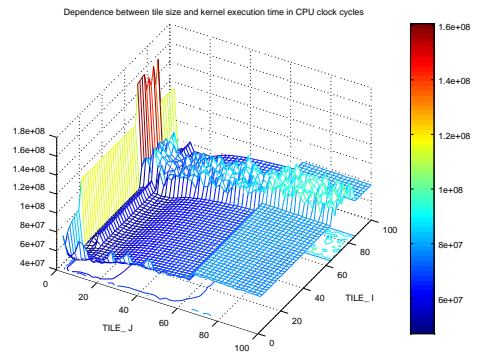 Dependence between tile size and kernel execution time in CPU clock cycles
1.6e+08
1.4e+08
1.2e+08
1e+08
8e+07
6e+07
1.8e+08
1.6e+08
1.4e+08
1.2e+08
1e+08
8e+07
6e+07
4e+07
0
20
40
60
80
100
TILE_ J
0
20
40
60
80
100
TILE_ I